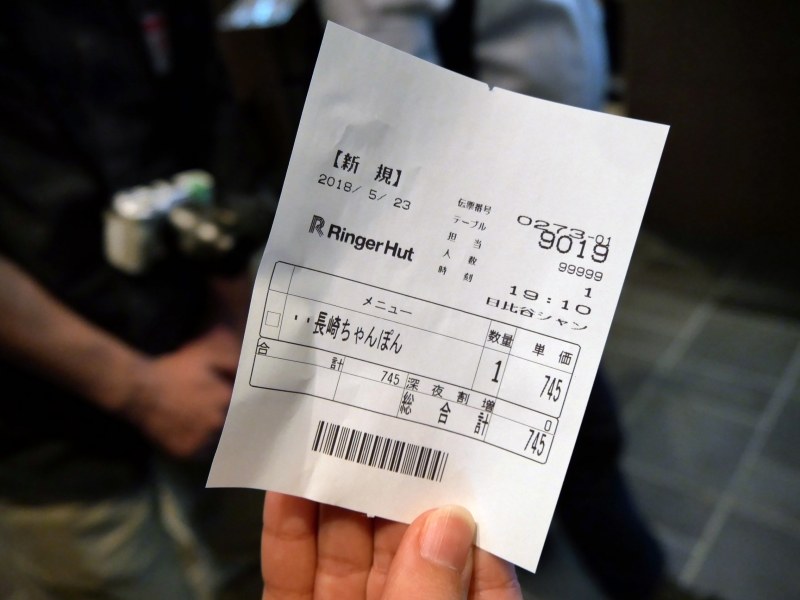 【新 規】
2018/ 5/ 23
RingerHut
伝票番号 0273-01
テーブル 9019
担 当 99999
人 数 1
時 刻 19:10
日比谷シャン
メニュー 数量 単 価
・・長崎ちゃんぽん 1 745
合 計 745 深 夜 割 増 0
総 合 計 745